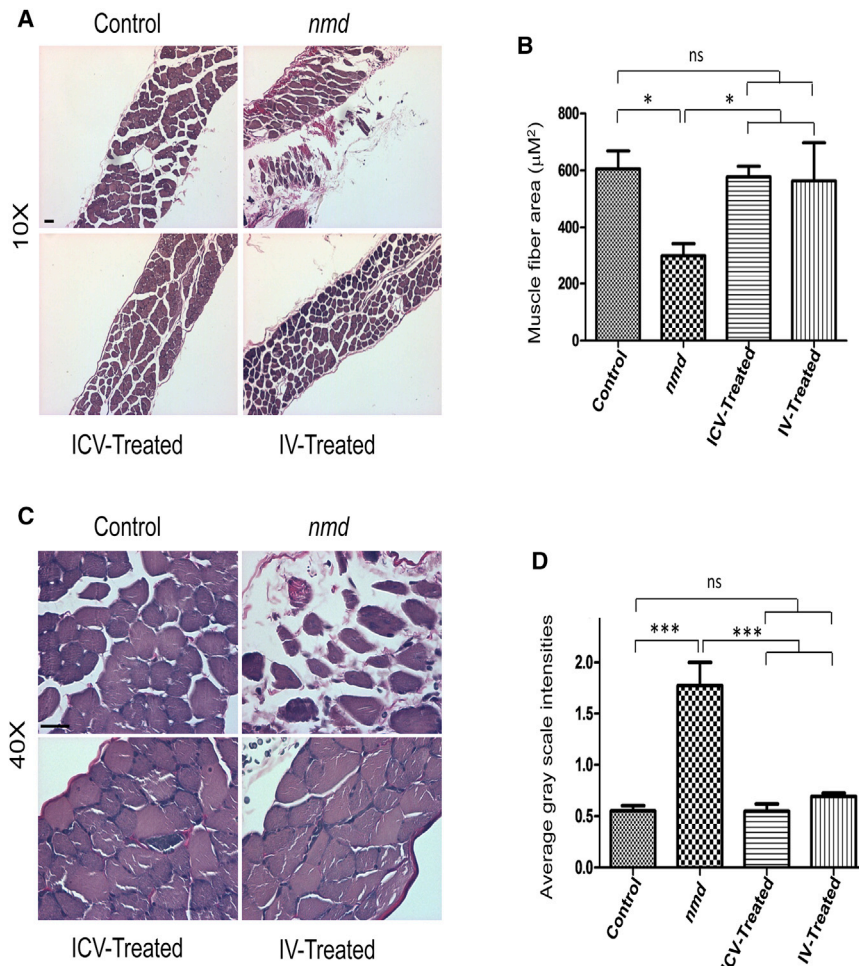 A
Control
nmd
10X
ICV-Treated
IV-Treated
B
ns
*
*
Muscle fiber area (µM²)
800
600
400
200
0
Control
nmd
ICV-Treated
IV-Treated
C
Control
nmd
40X
ICV-Treated
IV-Treated
D
ns
***
***
Average gray scale intensities
2.0
1.5
1.0
0.5
0.0
Control
nmd
ICV-Treated
IV-Treated